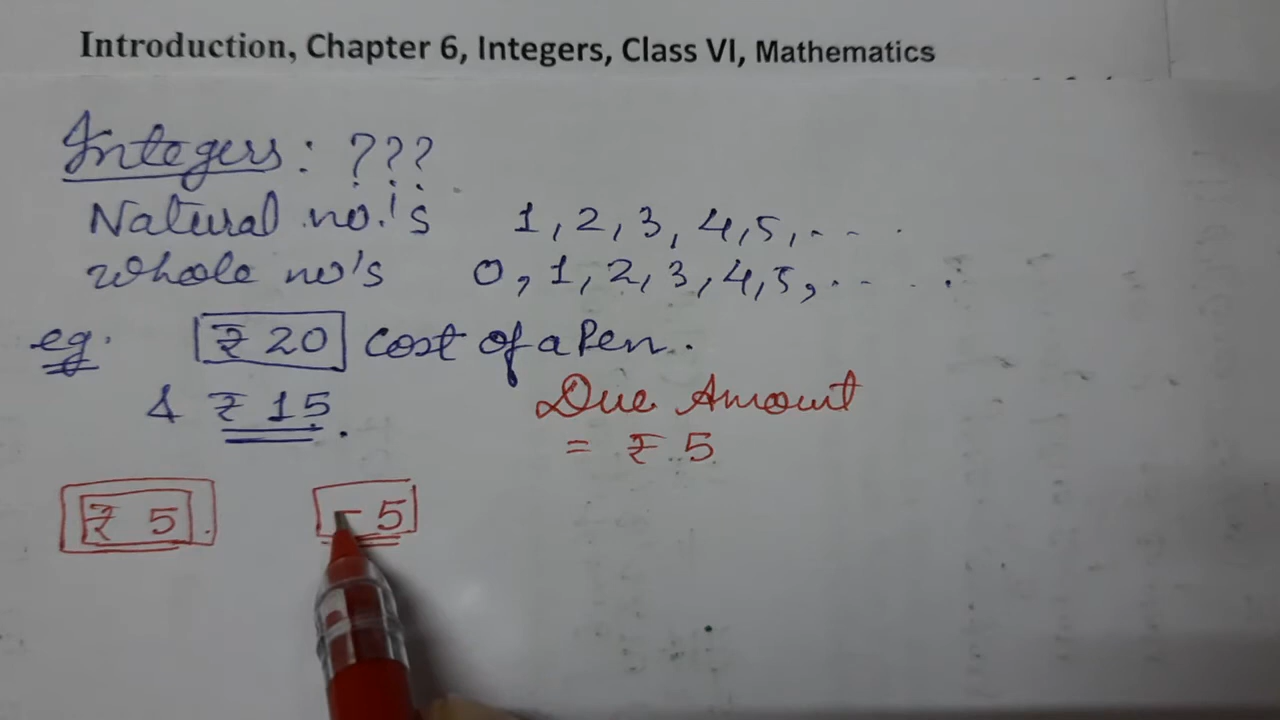 Introduction, Chapter 6, Integers, Class VI, Mathematics
Integers: ???
Natural no.'s 1, 2, 3, 4, 5, ....
Whole no's 0, 1, 2, 3, 4, 5, ....
eg. ₹ 20 Cost of a Pen.
& ₹ 15. Due Amount
= ₹ 5
₹ 5. - 5